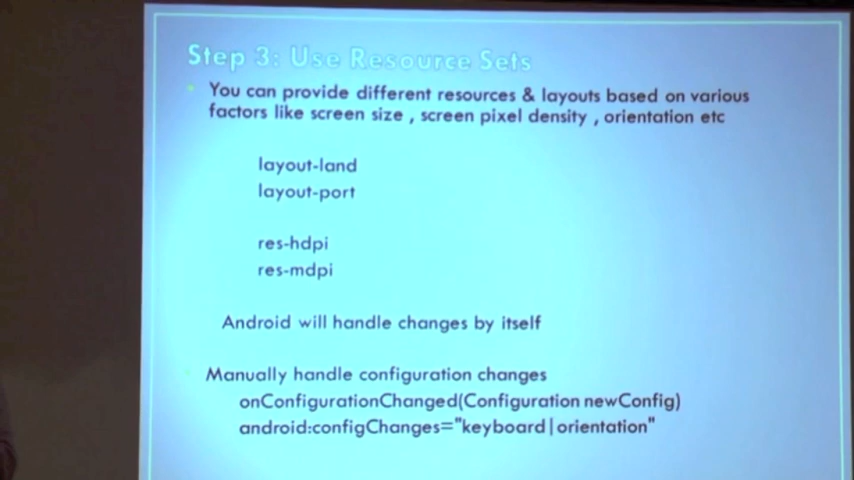 Step 3: Use Resource Sets
You can provide different resources & layouts based on various
factors like screen size , screen pixel density , orientation etc
layout-land
layout-port
res-hdpi
res-mdpi
Android will handle changes by itself
Manually handle configuration changes
onConfigurationChanged(Configuration newConfig)
android:configChanges="keyboard|orientation"